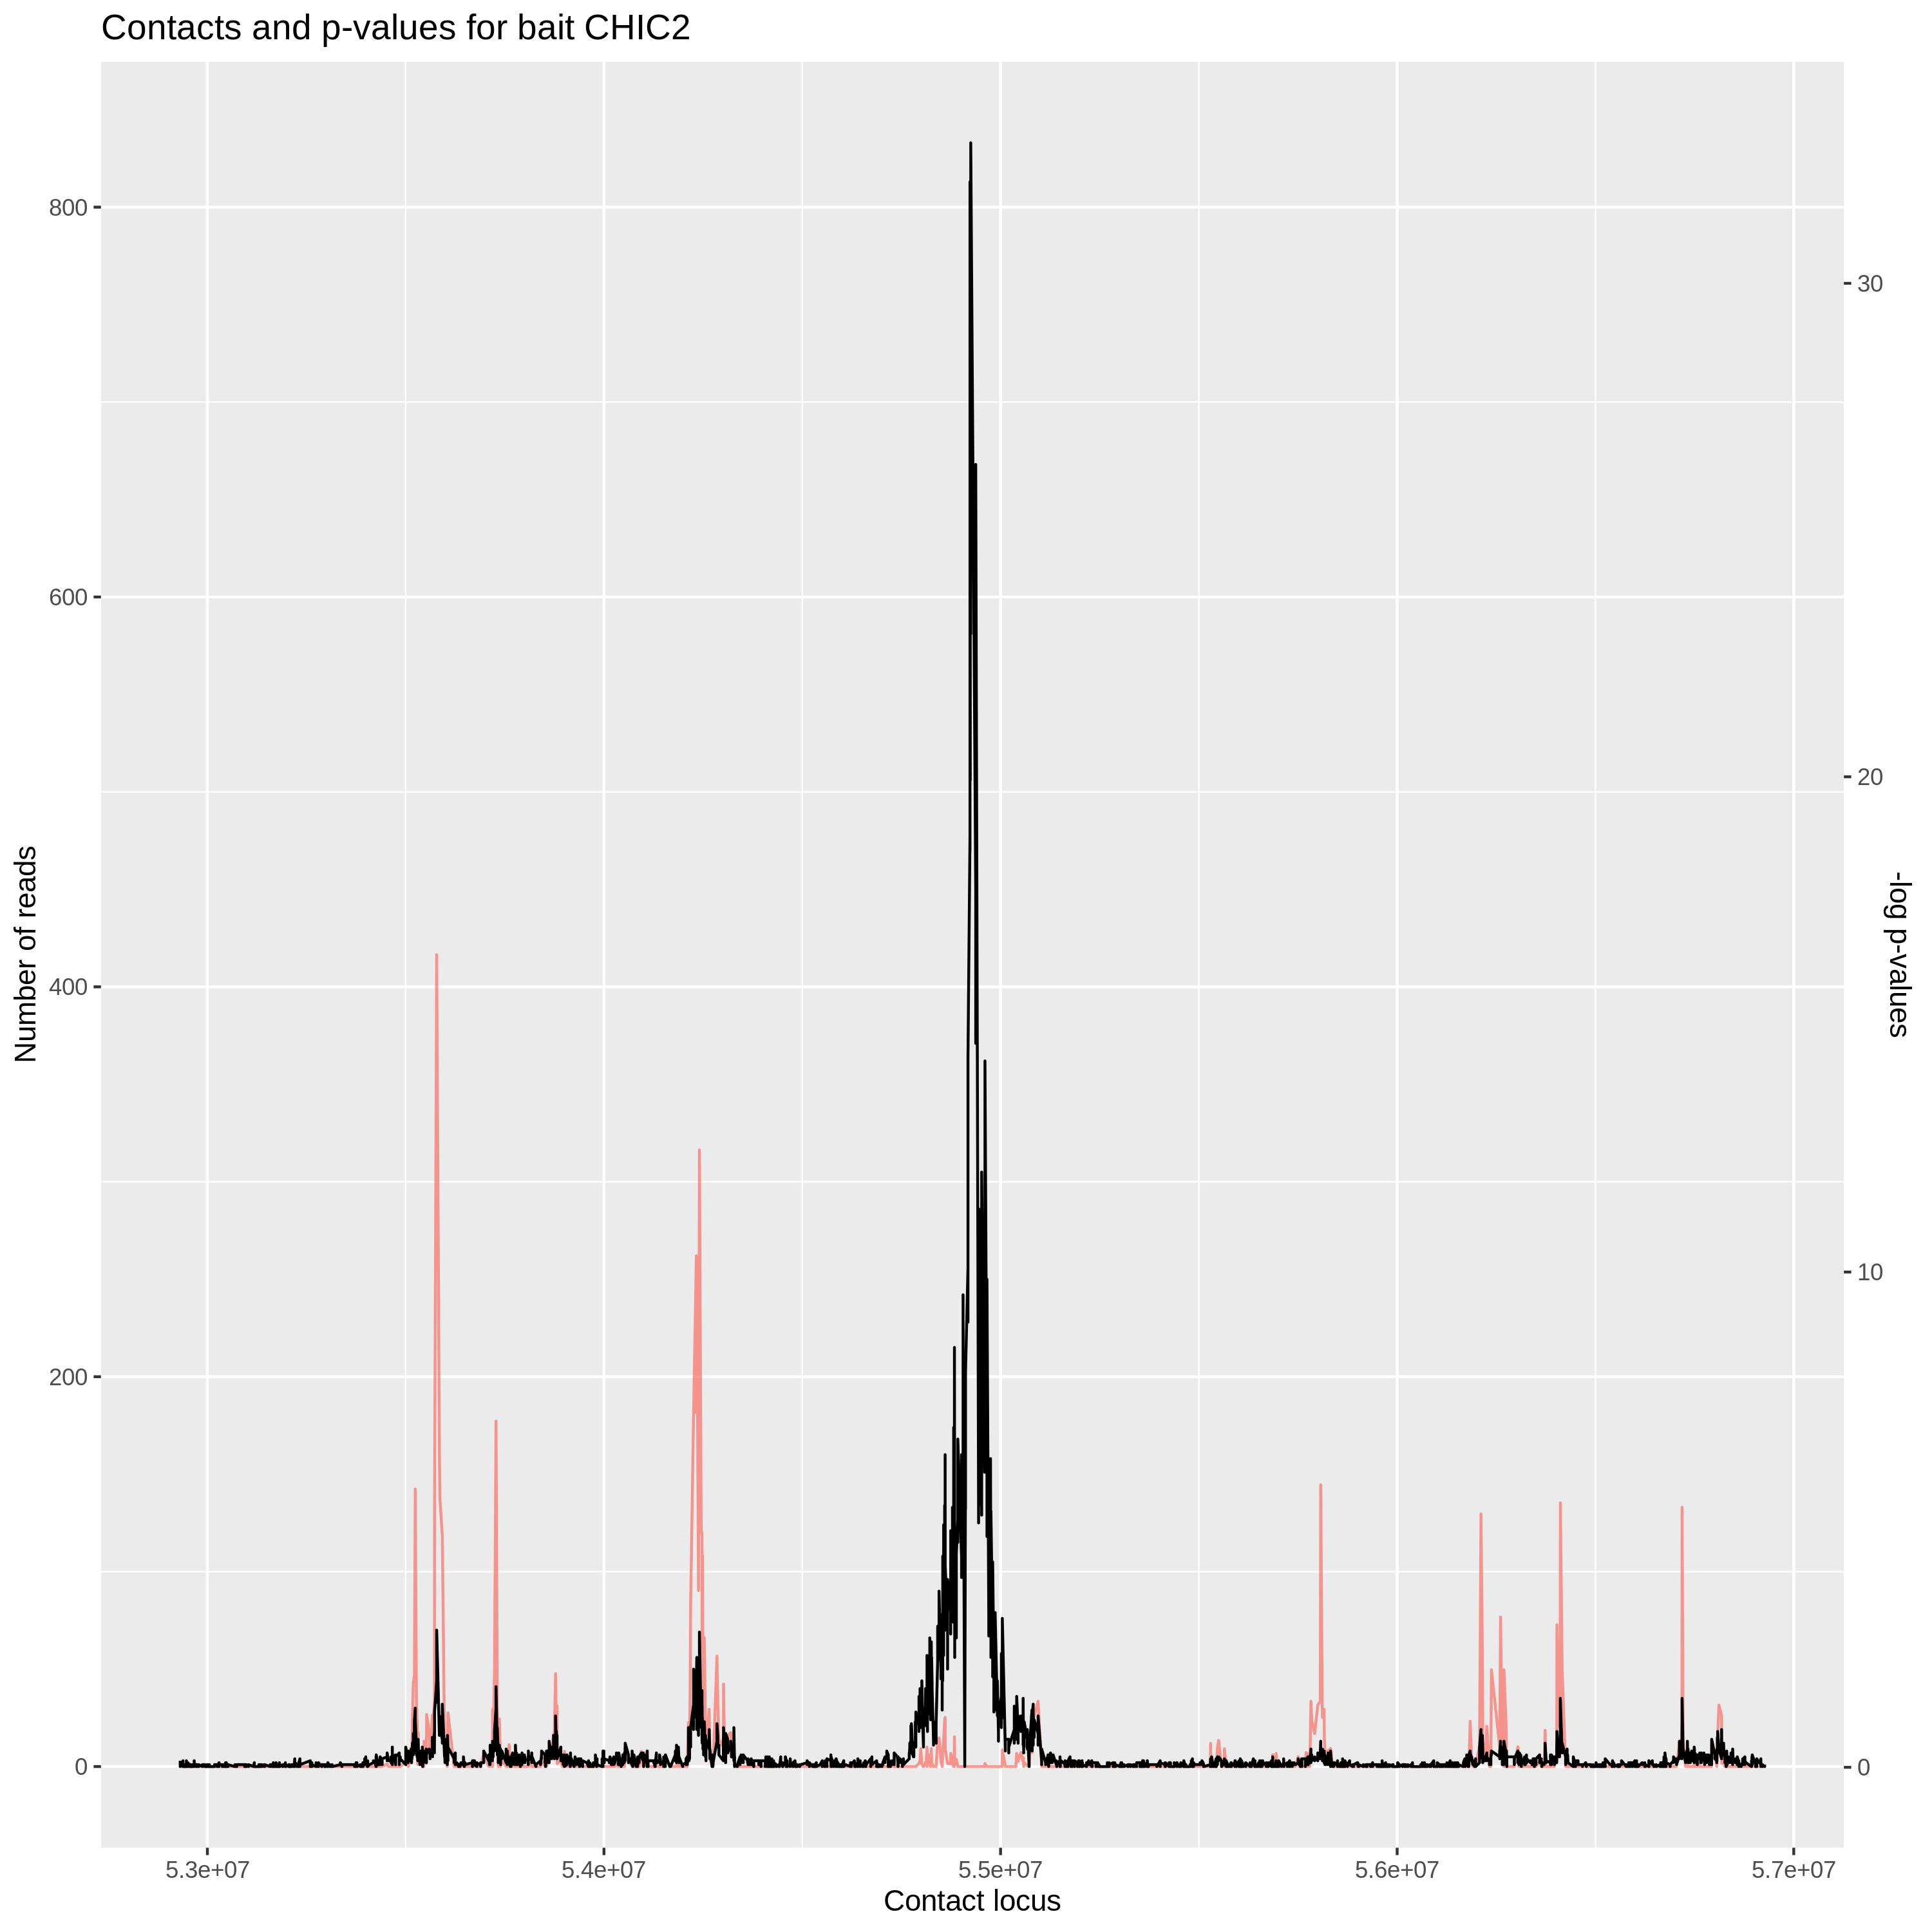 Contacts and p-values for bait CHIC2
800
600
400
200
0
Number of reads
30
20
10
0
-log p-values
5.3e+07
5.4e+07
5.5e+07
5.6e+07
5.7e+07
Contact locus